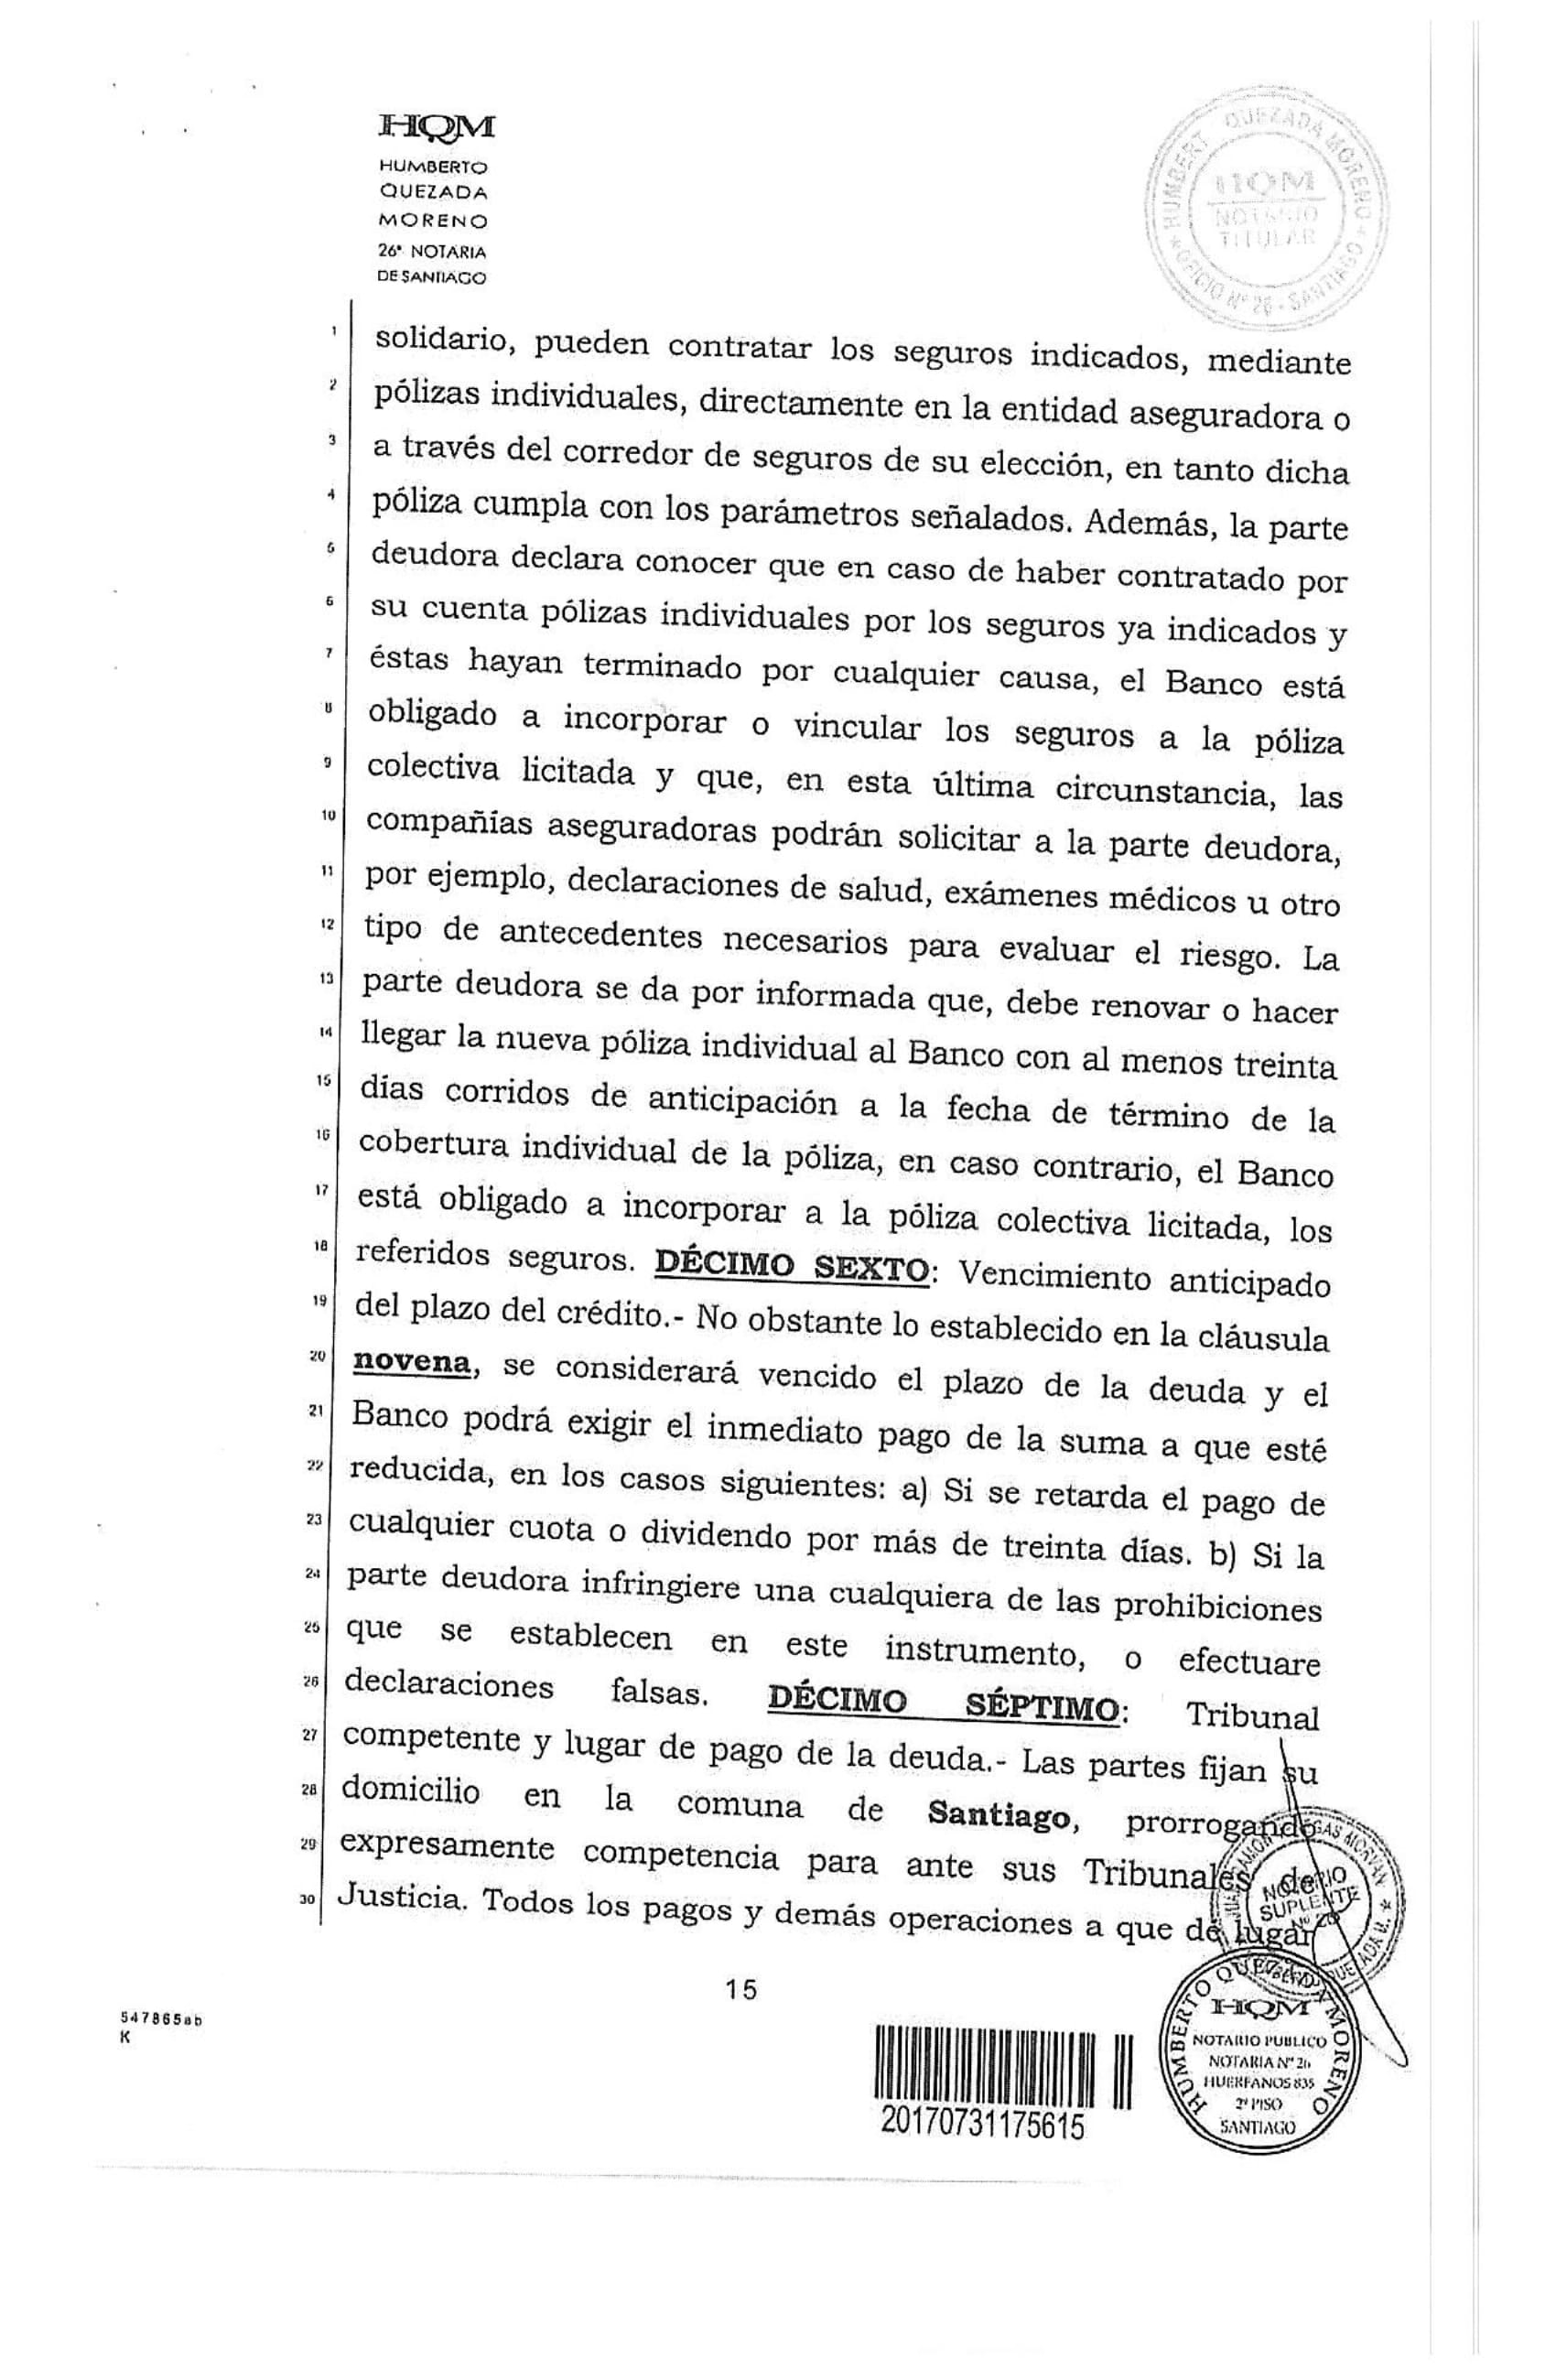 HQM
HUMBERTO
QUEZADA
MORENO
26ª NOTARIA
DE SANTIAGO
QUEZADA MORENO
HUMBERT
HQM
NOTARIO
TITULAR
OFICIO Nº 26 - SANTIAGO
1 solidario, pueden contratar los seguros indicados, mediante
2 pólizas individuales, directamente en la entidad aseguradora o
3 a través del corredor de seguros de su elección, en tanto dicha
4 póliza cumpla con los parámetros señalados. Además, la parte
5 deudora declara conocer que en caso de haber contratado por
6 su cuenta pólizas individuales por los seguros ya indicados y
7 éstas hayan terminado por cualquier causa, el Banco está
8 obligado a incorporar o vincular los seguros a la póliza
9 colectiva licitada y que, en esta última circunstancia, las
10 compañías aseguradoras podrán solicitar a la parte deudora,
11 por ejemplo, declaraciones de salud, exámenes médicos u otro
12 tipo de antecedentes necesarios para evaluar el riesgo. La
13 parte deudora se da por informada que, debe renovar o hacer
14 llegar la nueva póliza individual al Banco con al menos treinta
15 días corridos de anticipación a la fecha de término de la
16 cobertura individual de la póliza, en caso contrario, el Banco
17 está obligado a incorporar a la póliza colectiva licitada, los
18 referidos seguros. DÉCIMO SEXTO: Vencimiento anticipado
19 del plazo del crédito.- No obstante lo establecido en la cláusula
20 novena, se considerará vencido el plazo de la deuda y el
21 Banco podrá exigir el inmediato pago de la suma a que esté
22 reducida, en los casos siguientes: a) Si se retarda el pago de
23 cualquier cuota o dividendo por más de treinta días. b) Si la
24 parte deudora infringiere una cualquiera de las prohibiciones
25 que se establecen en este instrumento, o efectuare
26 declaraciones falsas. DÉCIMO SÉPTIMO: Tribunal
27 competente y lugar de pago de la deuda.- Las partes fijan su
28 domicilio en la comuna de Santiago, prorrogando
29 expresamente competencia para ante sus Tribunales de
30 Justicia. Todos los pagos y demás operaciones a que dé lugar
NOTARIO
SUPLENTE
15
547865ab
K
20170731175615
HUMBERTO QUEZADA MORENO
HQM
NOTARIO PUBLICO
NOTARIA Nº 26
HUERFANOS 835
2º PISO
SANTIAGO